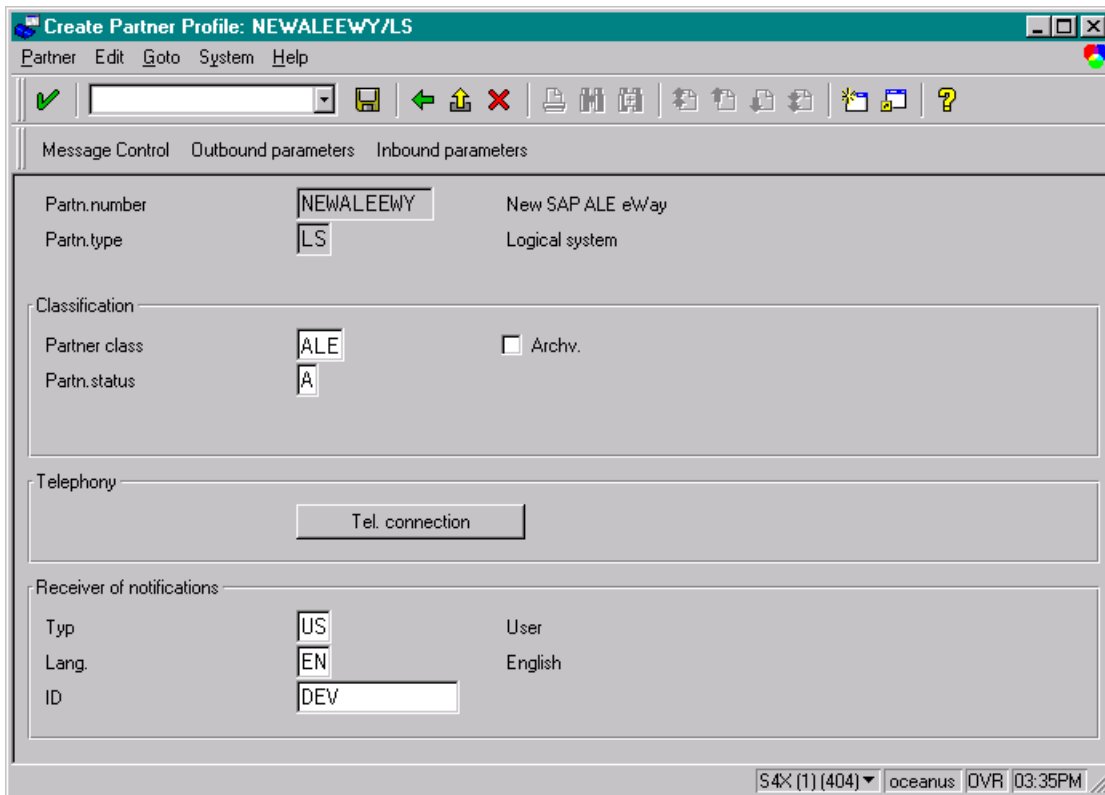 Create Partner Profile: NEWALEEWY/LS
Partner Edit Goto System Help
Message Control Outbound parameters Inbound parameters
Partn.number NEWALEEWY New SAP ALE eWay
Partn.type LS Logical system
Classification
Partner class ALE Archv.
Partn.status A
Telephony
Tel. connection
Receiver of notifications
Typ US User
Lang. EN English
ID DEV
S4X (1) (404) oceanus OVR 03:35PM